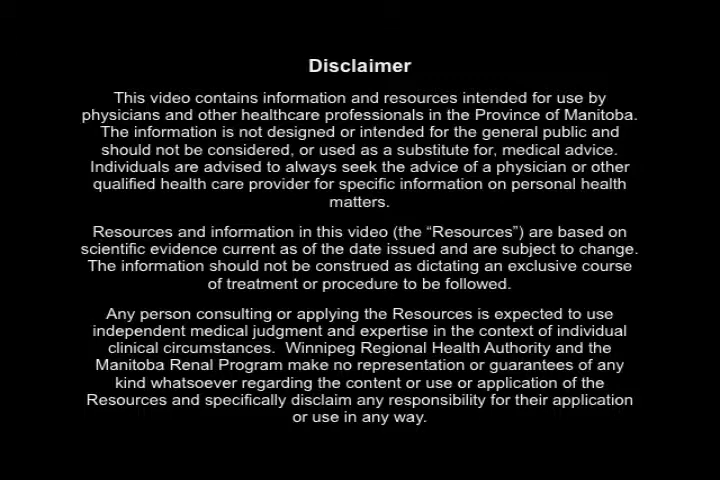 Disclaimer
This video contains information and resources intended for use by
physicians and other healthcare professionals in the Province of Manitoba.
The information is not designed or intended for the general public and
should not be considered, or used as a substitute for, medical advice.
Individuals are advised to always seek the advice of a physician or other
qualified health care provider for specific information on personal health
matters.
Resources and information in this video (the “Resources”) are based on
scientific evidence current as of the date issued and are subject to change.
The information should not be construed as dictating an exclusive course
of treatment or procedure to be followed.
Any person consulting or applying the Resources is expected to use
independent medical judgment and expertise in the context of individual
clinical circumstances.  Winnipeg Regional Health Authority and the
Manitoba Renal Program make no representation or guarantees of any
kind whatsoever regarding the content or use or application of the
Resources and specifically disclaim any responsibility for their application
or use in any way.